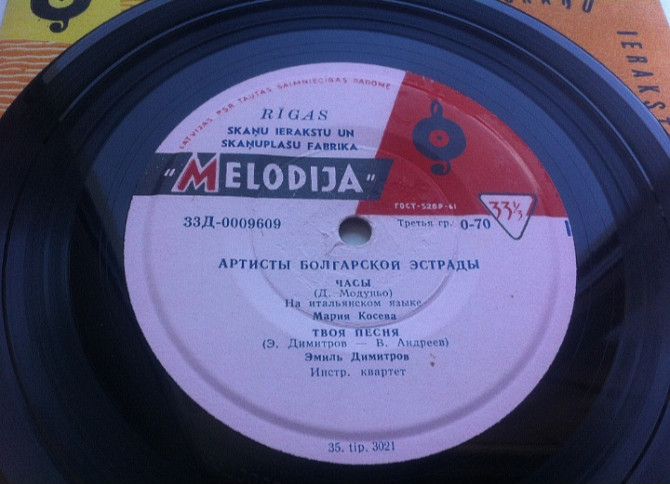 IERAKST
LATVIJAS PSR TAUTAS SAIMNIECĪBAS PADOME
RĪGAS
SKAŅU IERAKSTU UN
SKAŅUPLAŠU FABRIKA
"MELODIJA"
ГОСТ-5289-61
33⅓
33Д-0009609
Третья гр. 0-70
АРТИСТЫ БОЛГАРСКОЙ ЭСТРАДЫ
ЧАСЫ
(Д. Модуньо)
На итальянском языке
Мария Косева
ТВОЯ ПЕСНЯ
(Э. Димитров — В. Андреев)
Эмиль Димитров
Инстр. квартет
35. tip. 3021